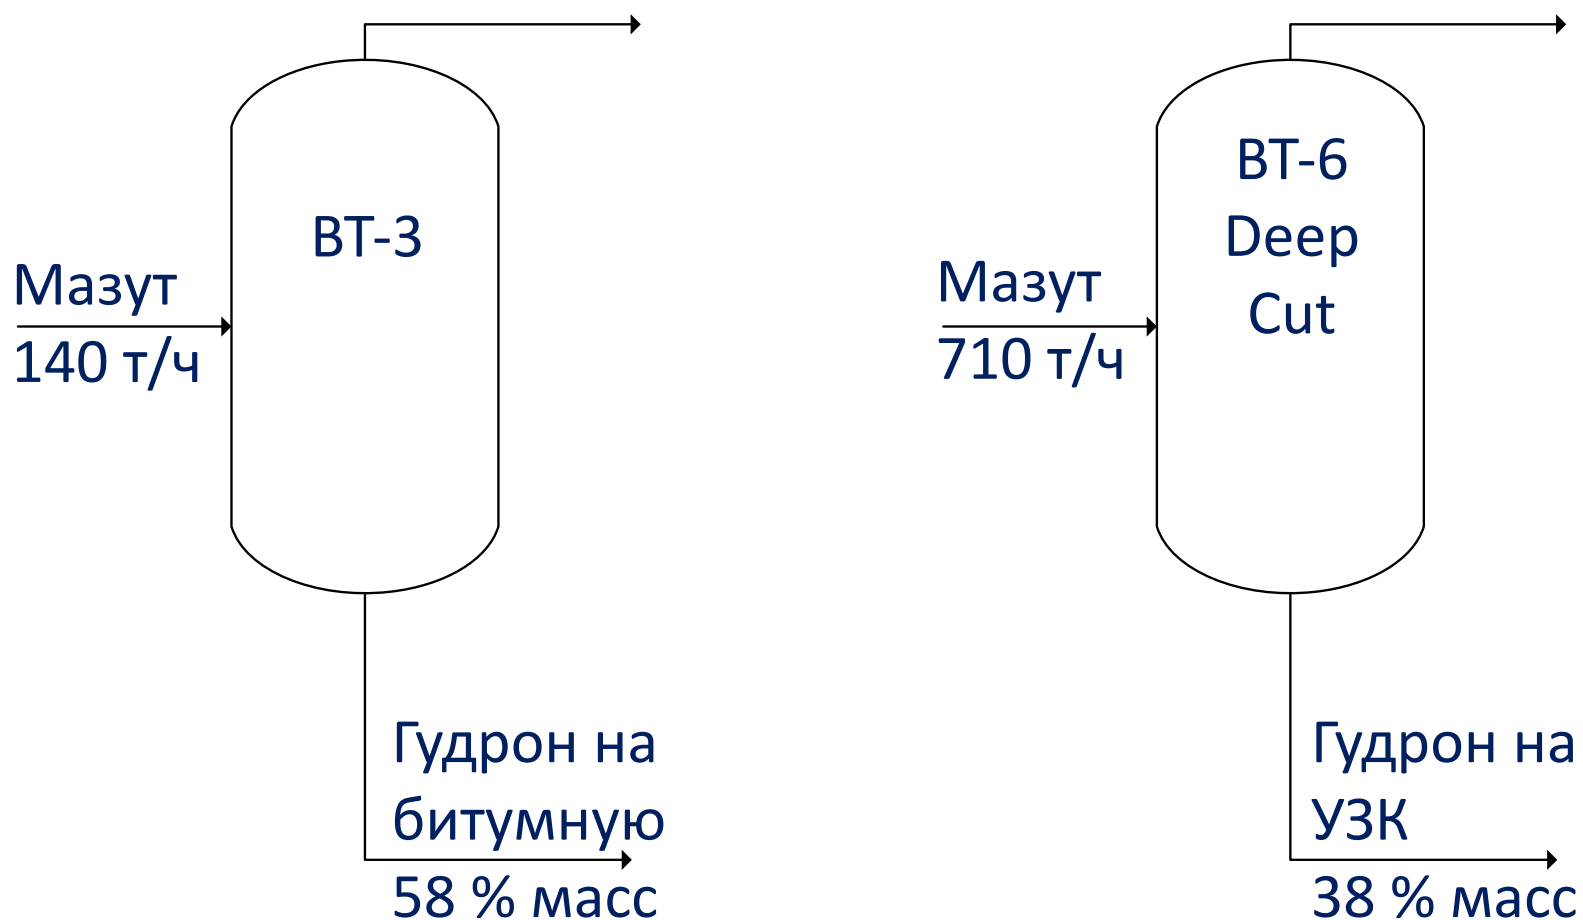 ВТ-3
Мазут
140 т/ч
Гудрон на
битумную
58 % масс
ВТ-6
Deep
Cut
Мазут
710 т/ч
Гудрон на
УЗК
38 % масс